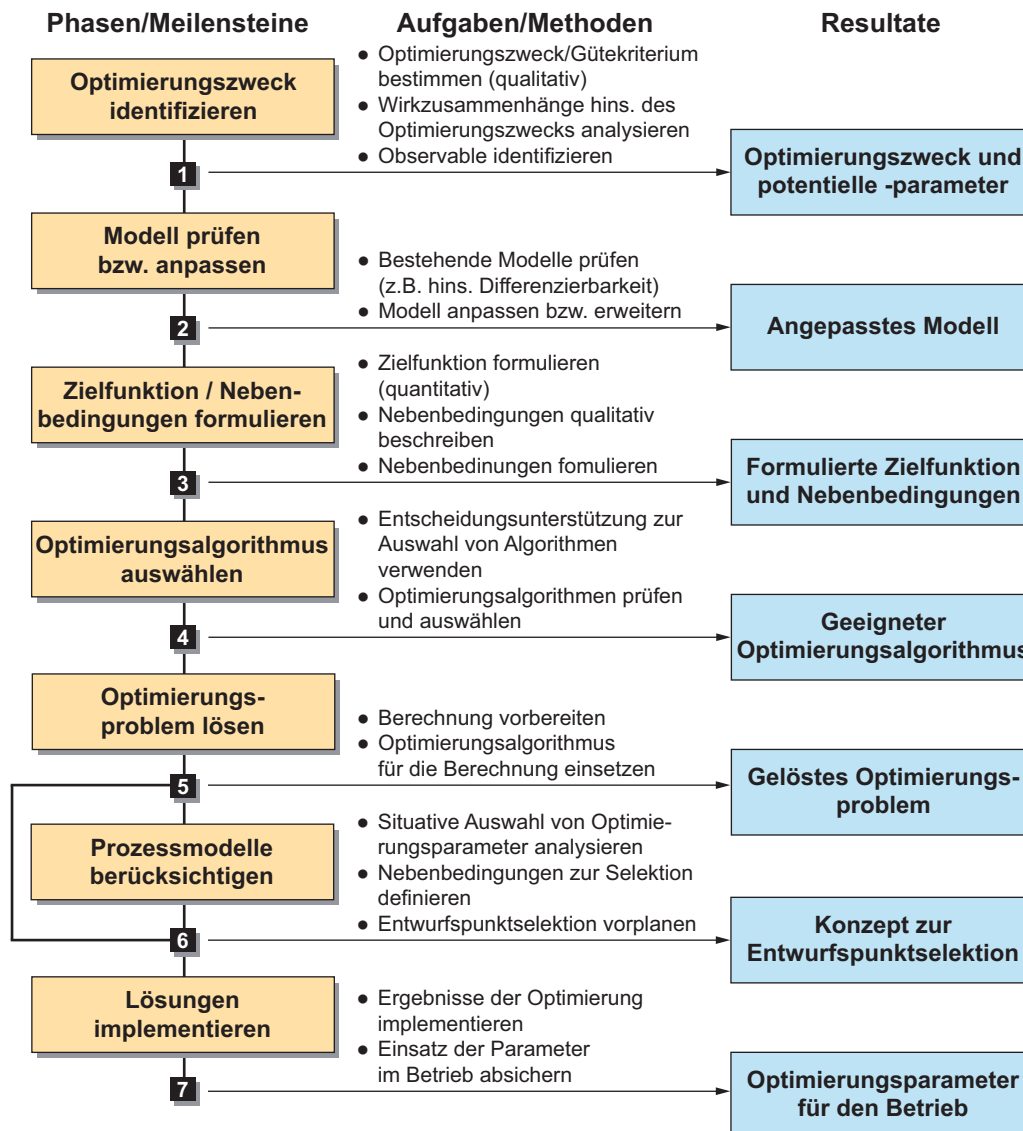 Phasen/Meilensteine
Aufgaben/Methoden
Resultate
Optimierungszweck
identifizieren
● Optimierungszweck/Gütekriterium
bestimmen (qualitativ)
● Wirkzusammenhänge hins. des
Optimierungszwecks analysieren
● Observable identifizieren
1
Optimierungszweck und
potentielle -parameter
Modell prüfen
bzw. anpassen
● Bestehende Modelle prüfen
(z.B. hins. Differenzierbarkeit)
● Modell anpassen bzw. erweitern
2
Angepasstes Modell
Zielfunktion / Neben-
bedingungen formulieren
● Zielfunktion formulieren
(quantitativ)
● Nebenbedingungen qualitativ
beschreiben
● Nebenbedinungen fomulieren
3
Formulierte Zielfunktion
und Nebenbedingungen
Optimierungsalgorithmus
auswählen
● Entscheidungsunterstützung zur
Auswahl von Algorithmen
verwenden
● Optimierungsalgorithmen prüfen
und auswählen
4
Geeigneter
Optimierungsalgorithmus
Optimierungs-
problem lösen
● Berechnung vorbereiten
● Optimierungsalgorithmus
für die Berechnung einsetzen
5
Gelöstes Optimierungs-
problem
Prozessmodelle
berücksichtigen
● Situative Auswahl von Optimie-
rungsparameter analysieren
● Nebenbedingungen zur Selektion
definieren
● Entwurfspunktselektion vorplanen
6
Konzept zur
Entwurfspunktselektion
Lösungen
implementieren
● Ergebnisse der Optimierung
implementieren
● Einsatz der Parameter
im Betrieb absichern
7
Optimierungsparameter
für den Betrieb